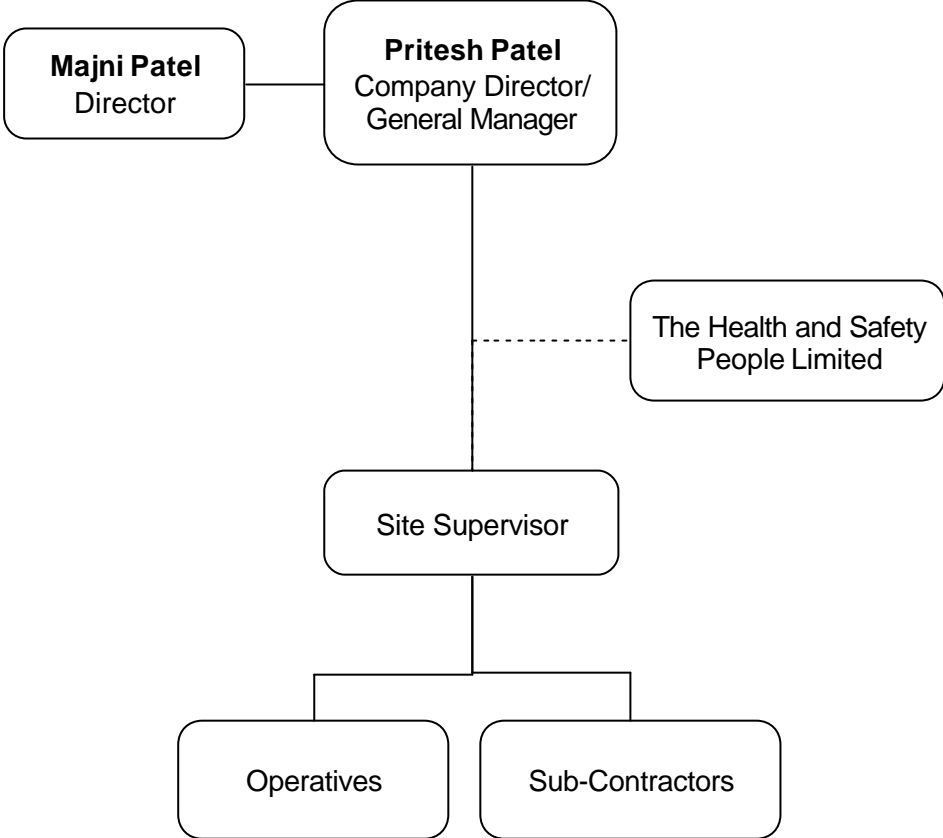 Majni Patel
Director
Pritesh Patel
Company Director/
General Manager
The Health and Safety
People Limited
Site Supervisor
Operatives
Sub-Contractors